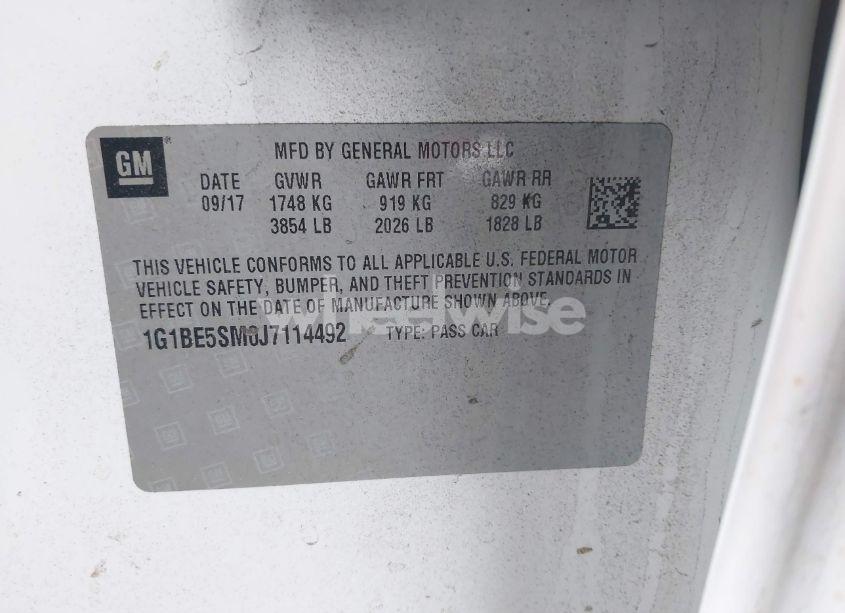 GM
MFD BY GENERAL MOTORS LLC
DATE GVWR GAWR FRT GAWR RR
09/17 1748 KG 919 KG 829 KG
3854 LB 2026 LB 1828 LB
THIS VEHICLE CONFORMS TO ALL APPLICABLE U.S. FEDERAL MOTOR
VEHICLE SAFETY, BUMPER, AND THEFT PREVENTION STANDARDS IN
EFFECT ON THE DATE OF MANUFACTURE SHOWN ABOVE.
1G1BE5SM0J7114492 TYPE: PASS CAR
wheelwise